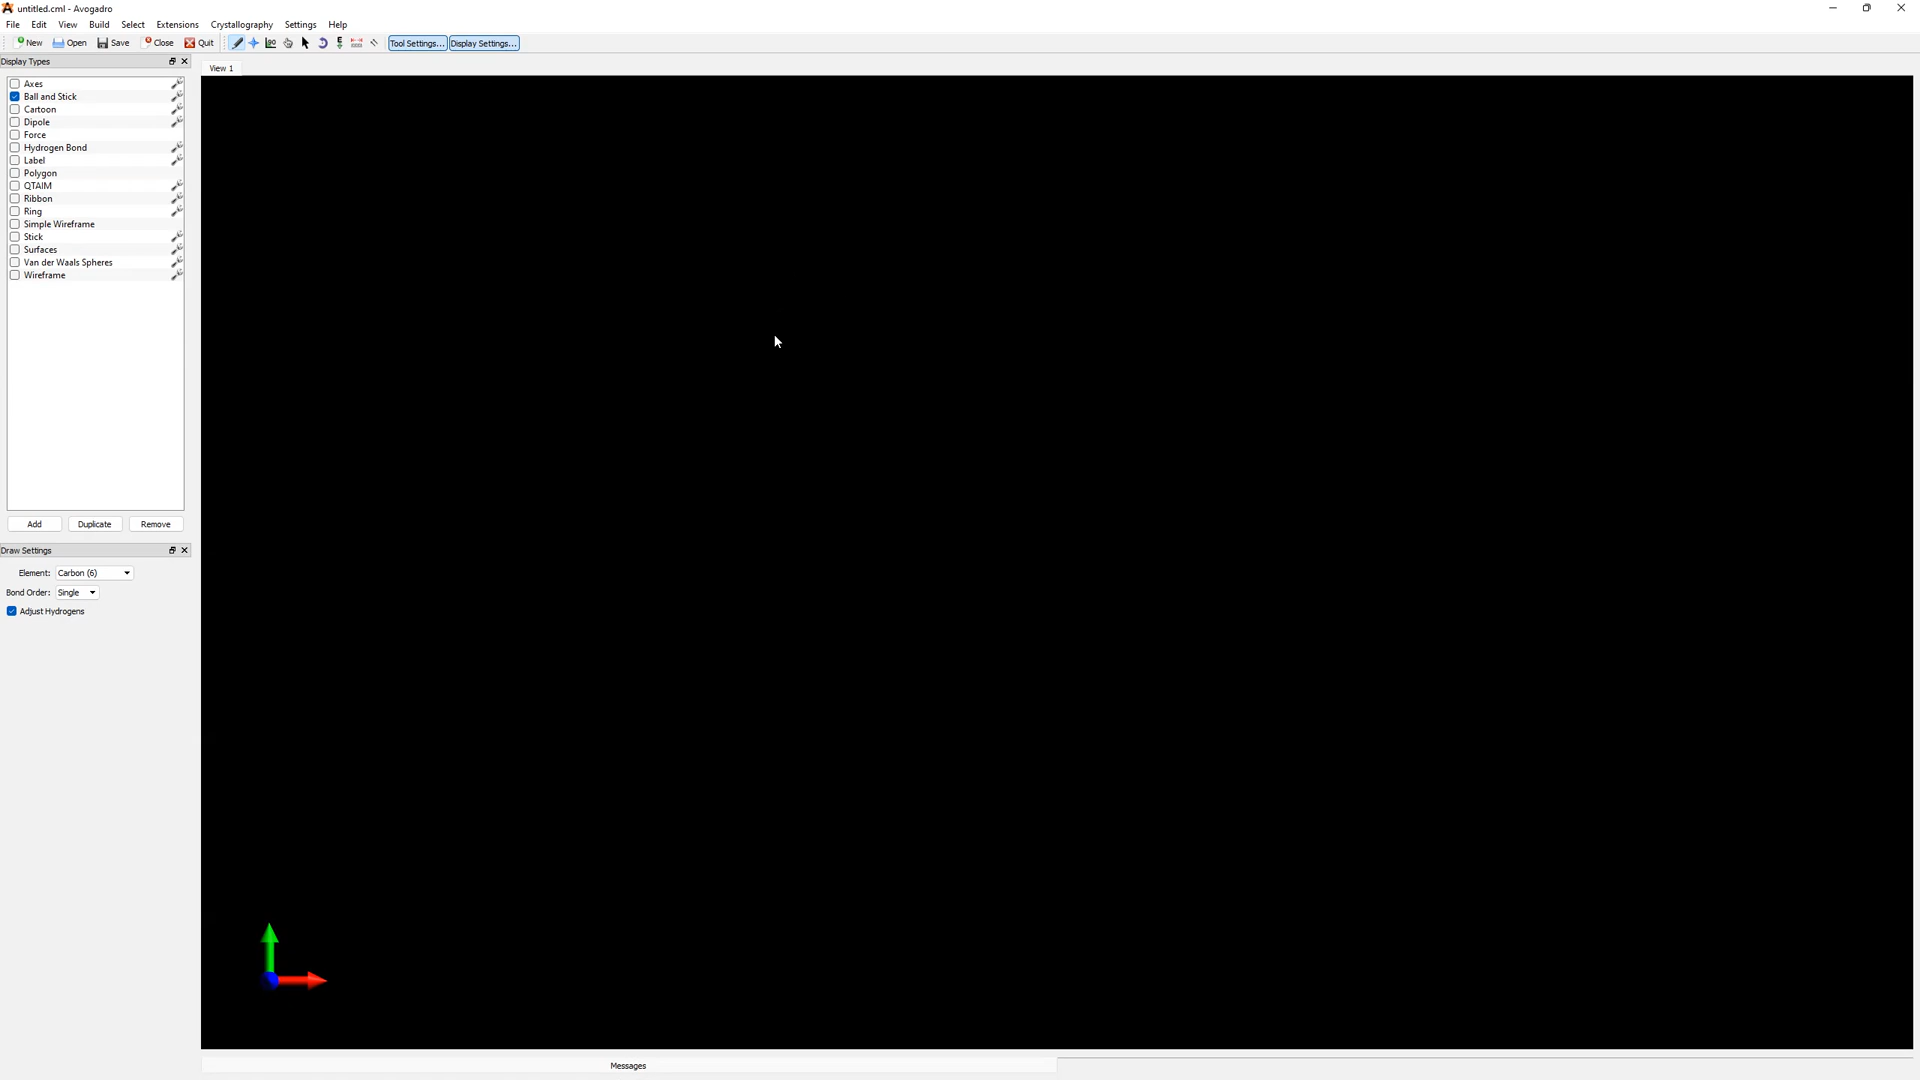 untitled.cml - Avogadro
File Edit View Build Select Extensions Crystallography Settings Help
New Open Save Close Quit Tool Settings... Display Settings...
Display Types
View 1
Axes
Ball and Stick
Cartoon
Dipole
Force
Hydrogen Bond
Label
Polygon
QTAIM
Ribbon
Ring
Simple Wireframe
Stick
Surfaces
Van der Waals Spheres
Wireframe
Add Duplicate Remove
Draw Settings
Element: Carbon (6)
Bond Order: Single
Adjust Hydrogens
Messages